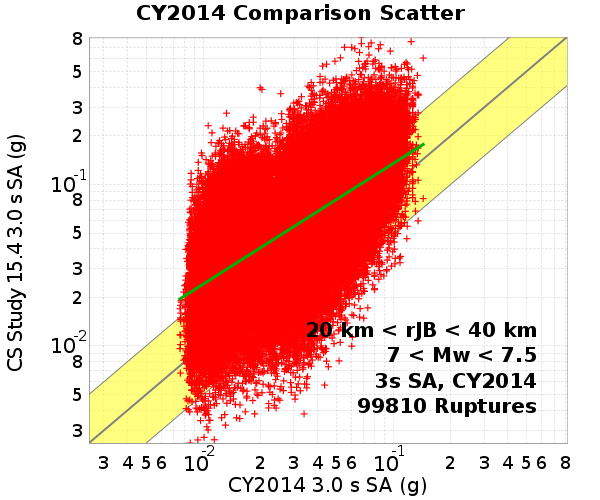 CY2014 Comparison Scatter
8
5
3
2
10-1
8
5
3
2
10-2
8
5
3
CS Study 15.4 3.0 s SA (g)
20 km < rJB < 40 km
7 < Mw < 7.5
3s SA, CY2014
99810 Ruptures
3 4 5 6 10-2 2 3 4 5 6 10-1 2 3 4 5 6 8
CY2014 3.0 s SA (g)